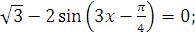 √3 − 2 sin (3x − π/4) = 0;